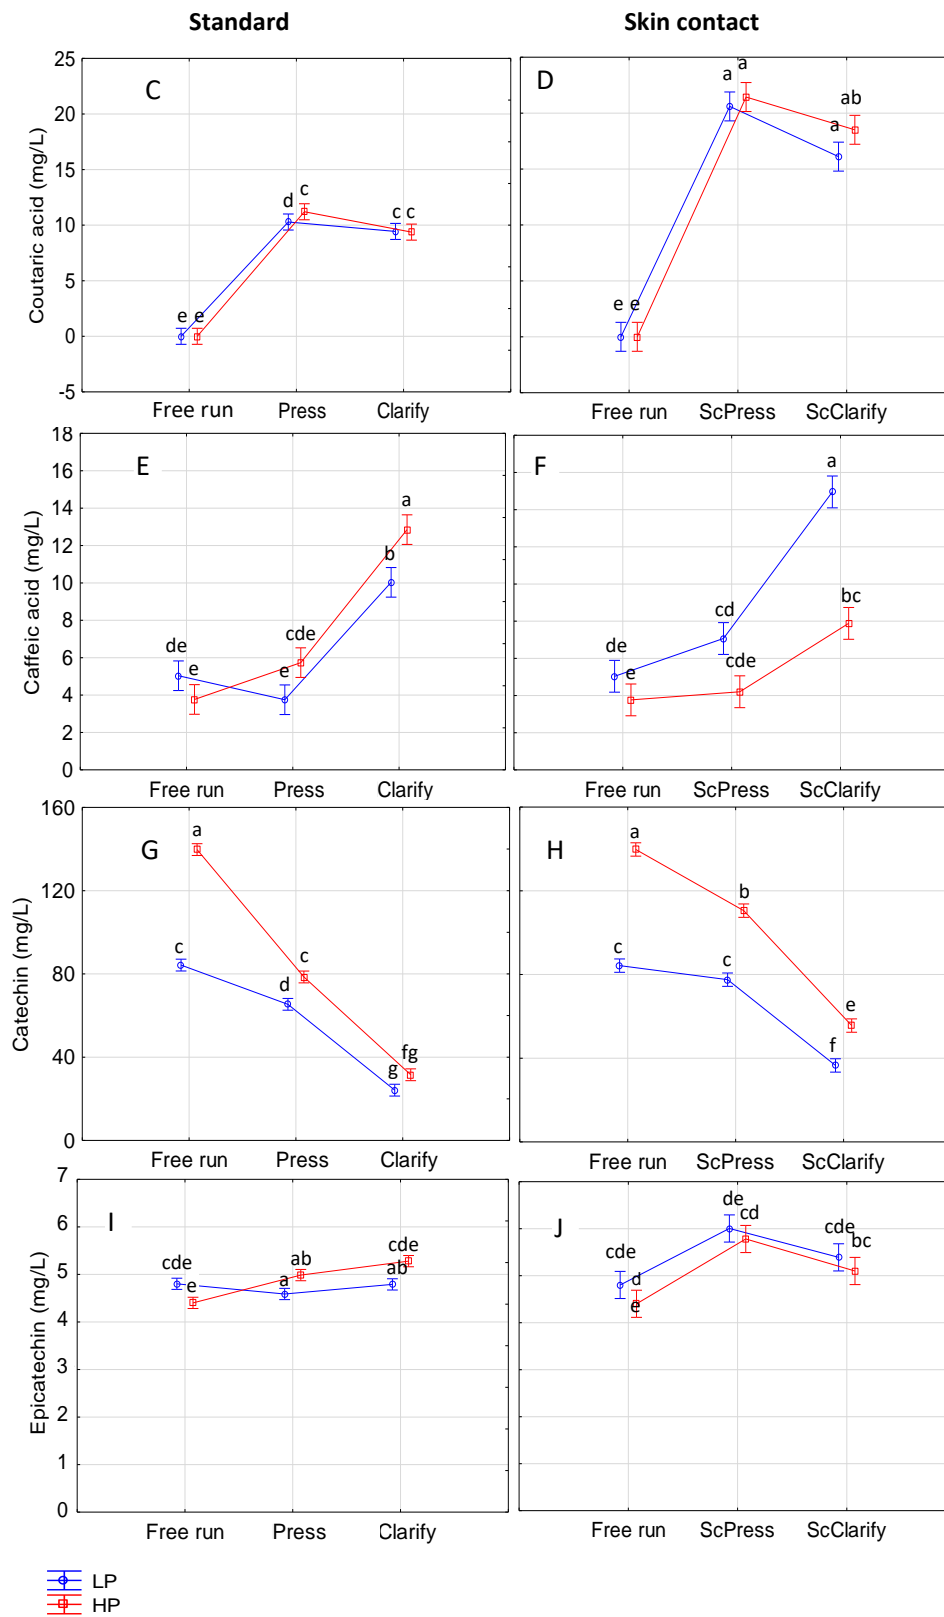 Standard Skin contact
25
20
15
10
5
0
-5
Coutaric acid (mg/L)
C
e e
d c
c c
Free run Press Clarify
D
e e
a a
a ab
Free run ScPress ScClarify
18
16
14
12
10
8
6
4
2
0
Caffeic acid (mg/L)
E
de e
e cde
b a
Free run Press Clarify
F
de e
cd cde
a bc
Free run ScPress ScClarify
160
120
80
40
0
Catechin (mg/L)
G
c a
d c
g fg
Free run Press Clarify
H
c a
c b
f e
Free run ScPress ScClarify
7
6
5
4
3
2
1
0
Epicatechin (mg/L)
I
cde e
a ab
ab cde
Free run Press Clarify
J
cde d e
de cd
cde bc
Free run ScPress ScClarify
LP
HP